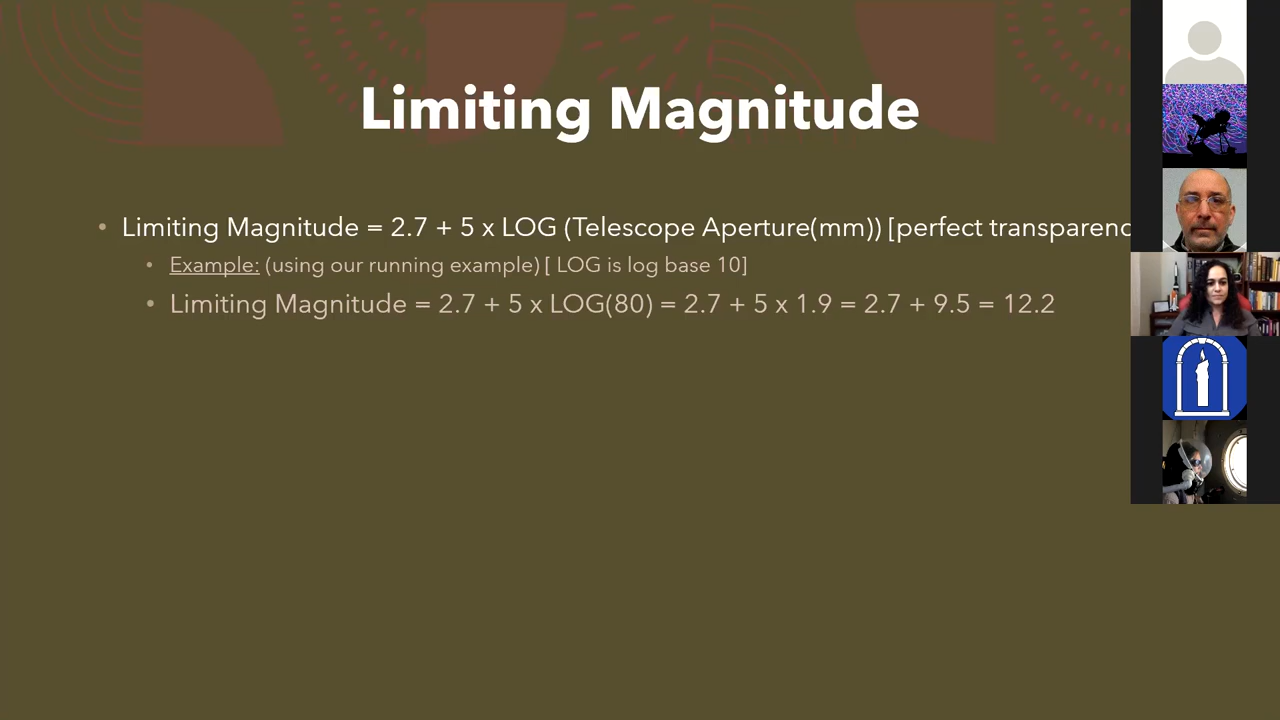 Limiting Magnitude
• Limiting Magnitude = 2.7 + 5 x LOG (Telescope Aperture(mm)) [perfect transparenc
• Example: (using our running example) [ LOG is log base 10]
• Limiting Magnitude = 2.7 + 5 x LOG(80) = 2.7 + 5 x 1.9 = 2.7 + 9.5 = 12.2